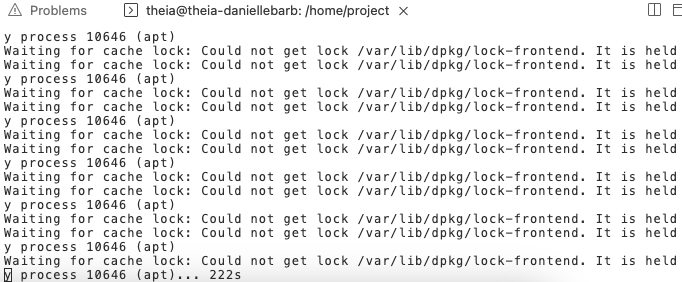 Problems theia@theia-daniellebarb: /home/project
y process 10646 (apt)
Waiting for cache lock: Could not get lock /var/lib/dpkg/lock-frontend. It is held
Waiting for cache lock: Could not get lock /var/lib/dpkg/lock-frontend. It is held
y process 10646 (apt)
Waiting for cache lock: Could not get lock /var/lib/dpkg/lock-frontend. It is held
Waiting for cache lock: Could not get lock /var/lib/dpkg/lock-frontend. It is held
y process 10646 (apt)
Waiting for cache lock: Could not get lock /var/lib/dpkg/lock-frontend. It is held
Waiting for cache lock: Could not get lock /var/lib/dpkg/lock-frontend. It is held
y process 10646 (apt)
Waiting for cache lock: Could not get lock /var/lib/dpkg/lock-frontend. It is held
Waiting for cache lock: Could not get lock /var/lib/dpkg/lock-frontend. It is held
y process 10646 (apt)
Waiting for cache lock: Could not get lock /var/lib/dpkg/lock-frontend. It is held
Waiting for cache lock: Could not get lock /var/lib/dpkg/lock-frontend. It is held
y process 10646 (apt)
Waiting for cache lock: Could not get lock /var/lib/dpkg/lock-frontend. It is held
y process 10646 (apt)... 222s